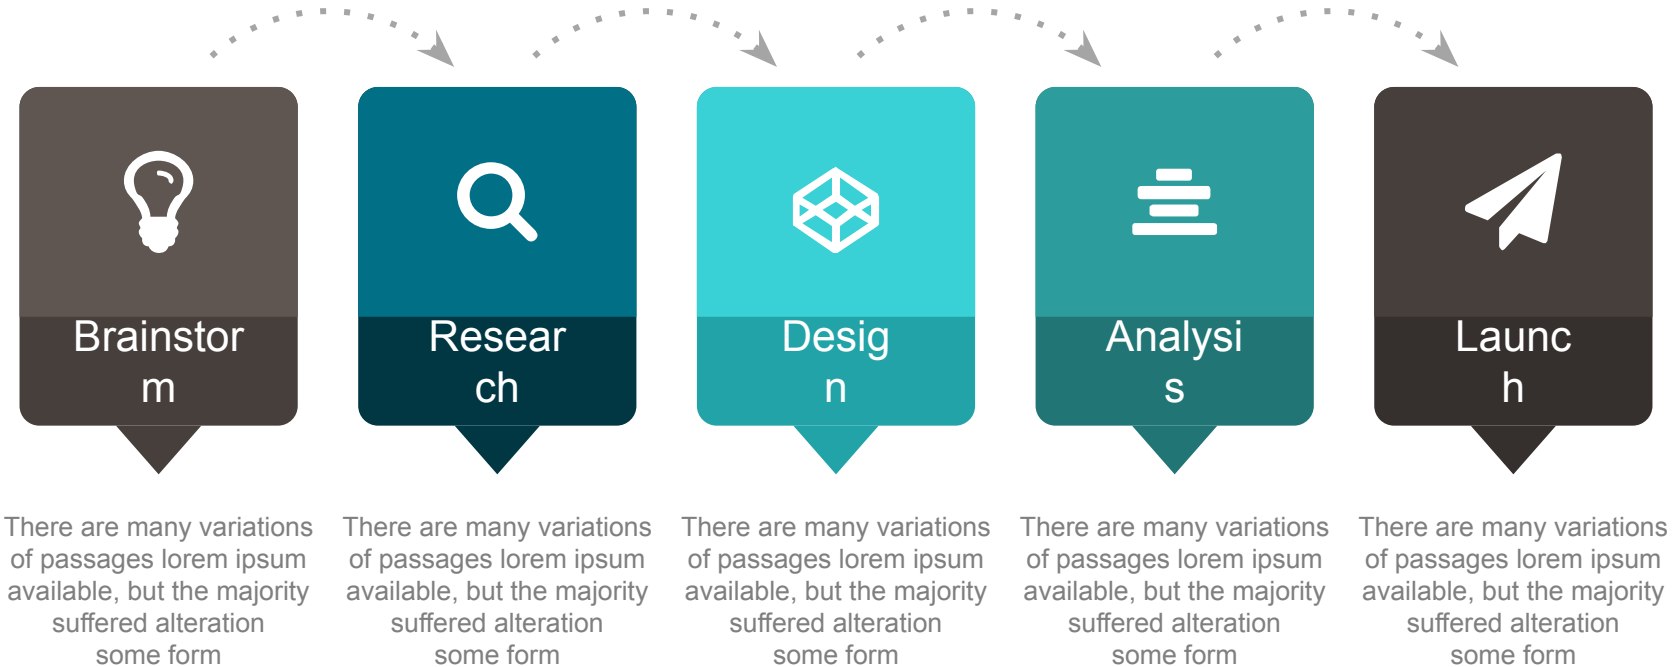 Brainstor
m
Resear
ch
Desig
n
Analysi
s
Launc
h
There are many variations
of passages lorem ipsum
available, but the majority
suffered alteration
some form
There are many variations
of passages lorem ipsum
available, but the majority
suffered alteration
some form
There are many variations
of passages lorem ipsum
available, but the majority
suffered alteration
some form
There are many variations
of passages lorem ipsum
available, but the majority
suffered alteration
some form
There are many variations
of passages lorem ipsum
available, but the majority
suffered alteration
some form